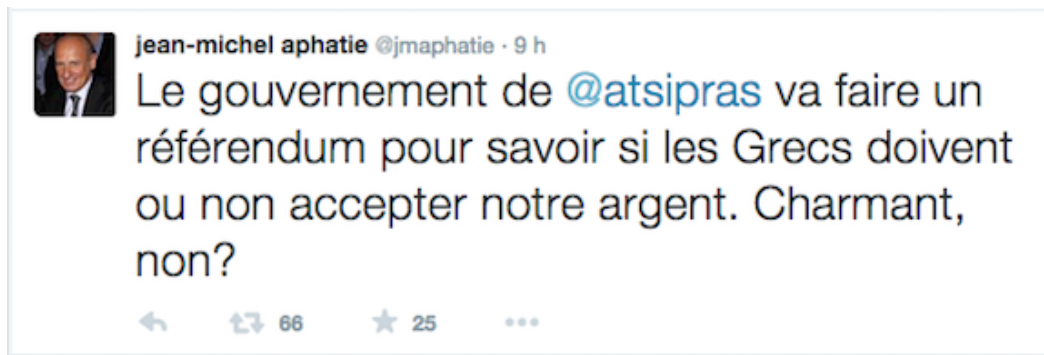 jean-michel aphatie @jmaphatie · 9 h
Le gouvernement de @atsipras va faire un
référendum pour savoir si les Grecs doivent
ou non accepter notre argent. Charmant,
non?
66 25